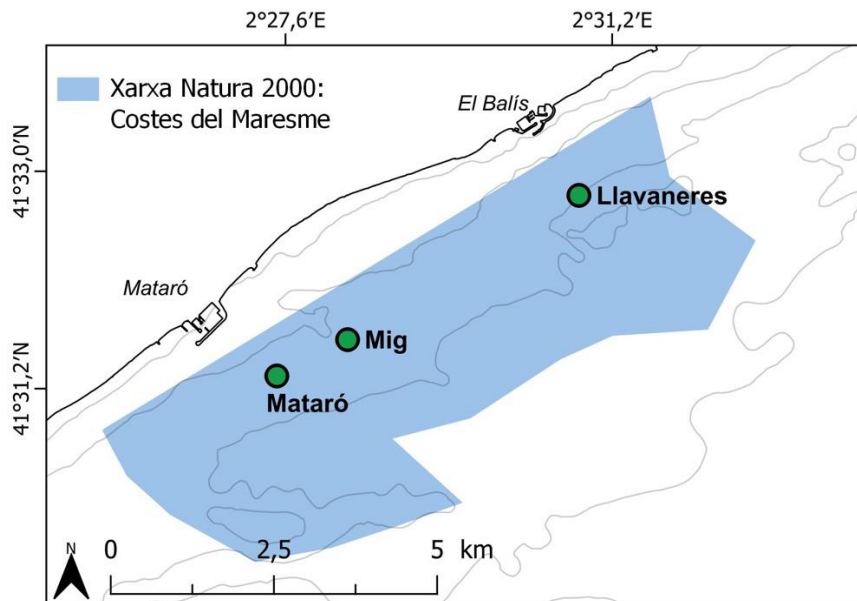 2°27,6’E
2°31,2’E
Xarxa Natura 2000:
Costes del Maresme
El Balís
41°33,0’N
Llavaneres
Mataró
Mig
41°31,2’N
Mataró
N
0
2,5
5 km